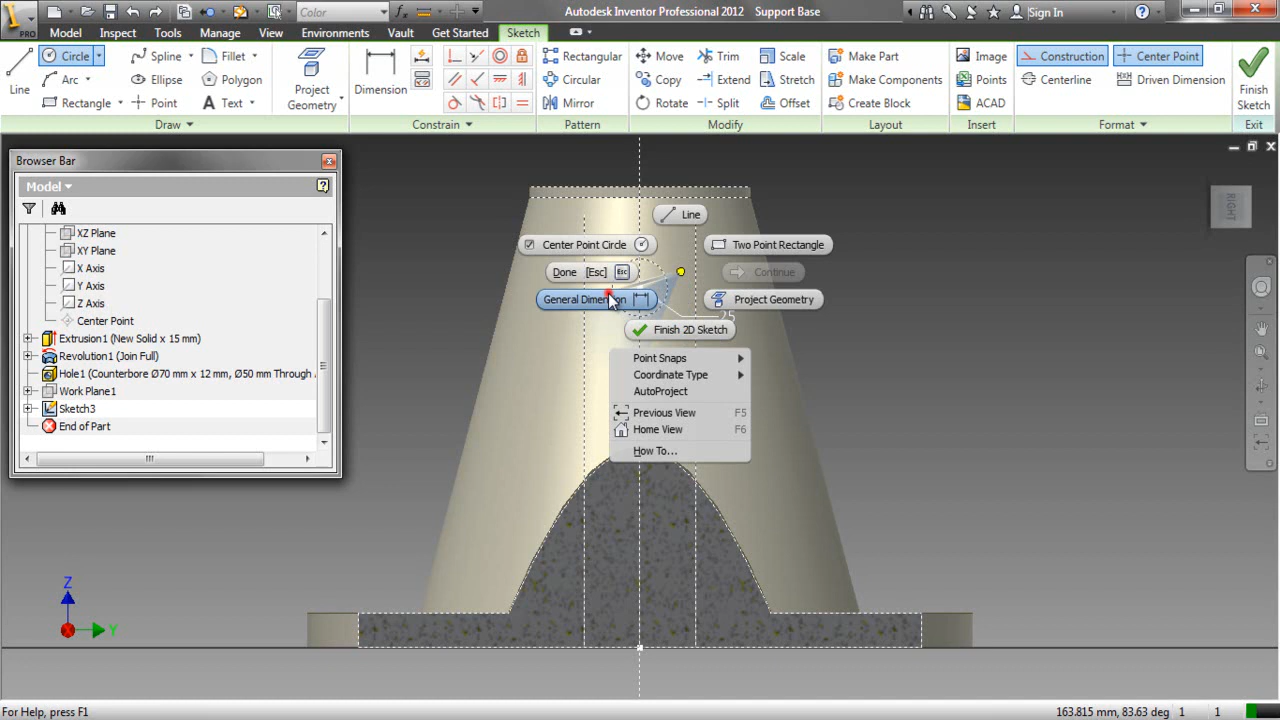 PRO
Color
Autodesk Inventor Professional 2012 Support Base
Sign In
Model Inspect Tools Manage View Environments Vault Get Started Sketch
Line
Circle
Arc
Rectangle
Spline
Ellipse
Point
Fillet
Polygon
Text
Project
Geometry
Dimension
Rectangular
Circular
Mirror
Move
Copy
Rotate
Trim
Extend
Split
Scale
Stretch
Offset
Make Part
Make Components
Create Block
Image
Points
ACAD
Construction
Centerline
Center Point
Driven Dimension
Finish
Sketch
Draw
Constrain
Pattern
Modify
Layout
Insert
Format
Exit
Browser Bar
Model
XZ Plane
XY Plane
X Axis
Y Axis
Z Axis
Center Point
Extrusion1 (New Solid x 15 mm)
Revolution1 (Join Full)
Hole1 (Counterbore Ø70 mm x 12 mm, Ø50 mm Through
Work Plane1
Sketch3
End of Part
RIGHT
Line
Center Point Circle
Two Point Rectangle
Done [Esc] Esc
Continue
General Dimension
Project Geometry
25
Finish 2D Sketch
Point Snaps
Coordinate Type
AutoProject
Previous View F5
Home View F6
How To...
Z
Y
For Help, press F1
163.815 mm, 83.63 deg 1 1